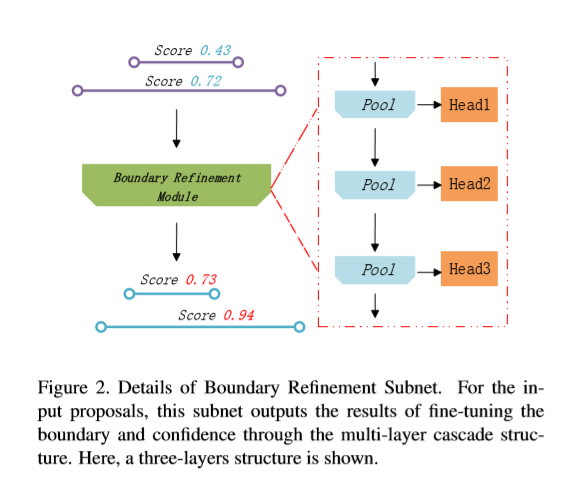 Score 0.43
Score 0.72
Boundary Refinement
Module
Score 0.73
Score 0.94
Pool
Head1
Pool
Head2
Pool
Head3
Figure 2. Details of Boundary Refinement Subnet. For the in-
put proposals, this subnet outputs the results of fine-tuning the
boundary and confidence through the multi-layer cascade struc-
ture. Here, a three-layers structure is shown.